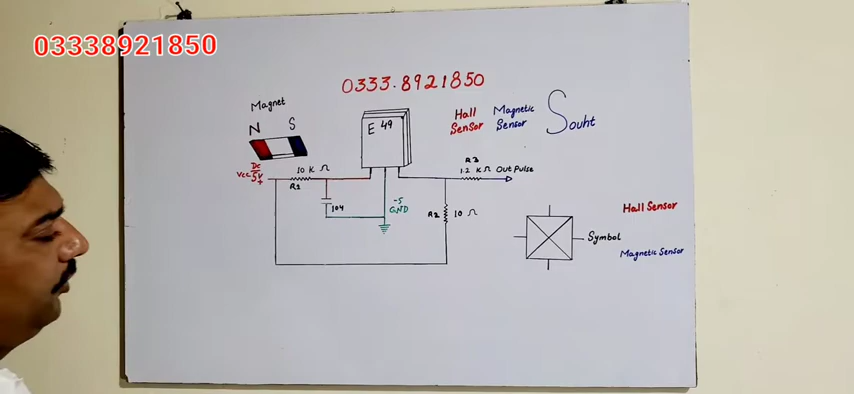 03338921850
0333.8921850
Magnet
N S
E 49
Hall Sensor
Magnetic Sensor
Souht
Vcc DC 5V +
10 K Ω
R1
104
-5
GND
R3
1.2 K Ω Out Pulse
R2 10 Ω
Symbol
Hall Sensor
Magnetic Sensor